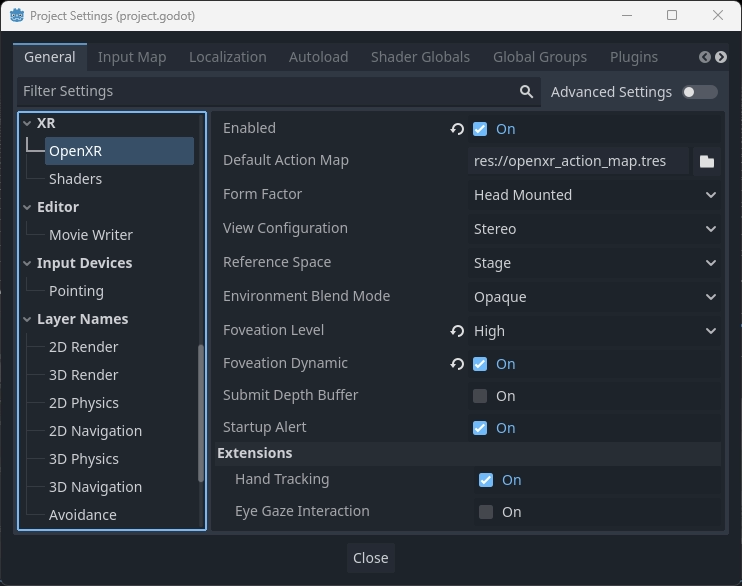 Project Settings (project.godot)
General Input Map Localization Autoload Shader Globals Global Groups Plugins
Filter Settings Advanced Settings
XR
OpenXR
Shaders
Editor
Movie Writer
Input Devices
Pointing
Layer Names
2D Render
3D Render
2D Physics
2D Navigation
3D Physics
3D Navigation
Avoidance
Enabled On
Default Action Map res://openxr_action_map.tres
Form Factor Head Mounted
View Configuration Stereo
Reference Space Stage
Environment Blend Mode Opaque
Foveation Level High
Foveation Dynamic On
Submit Depth Buffer On
Startup Alert On
Extensions
Hand Tracking On
Eye Gaze Interaction On
Close